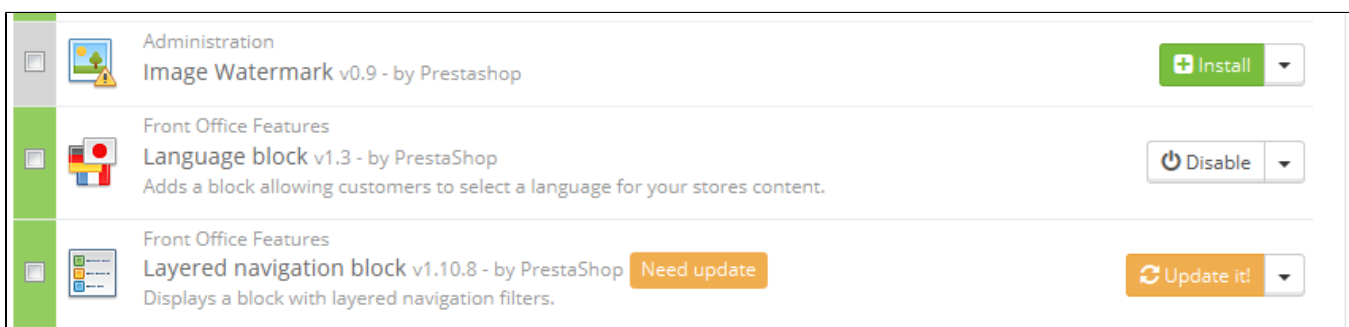 Administration
Image Watermark v0.9 - by Prestashop
Install
Front Office Features
Language block v1.3 - by PrestaShop
Adds a block allowing customers to select a language for your stores content.
Disable
Front Office Features
Layered navigation block v1.10.8 - by PrestaShop Need update
Displays a block with layered navigation filters.
Update it!